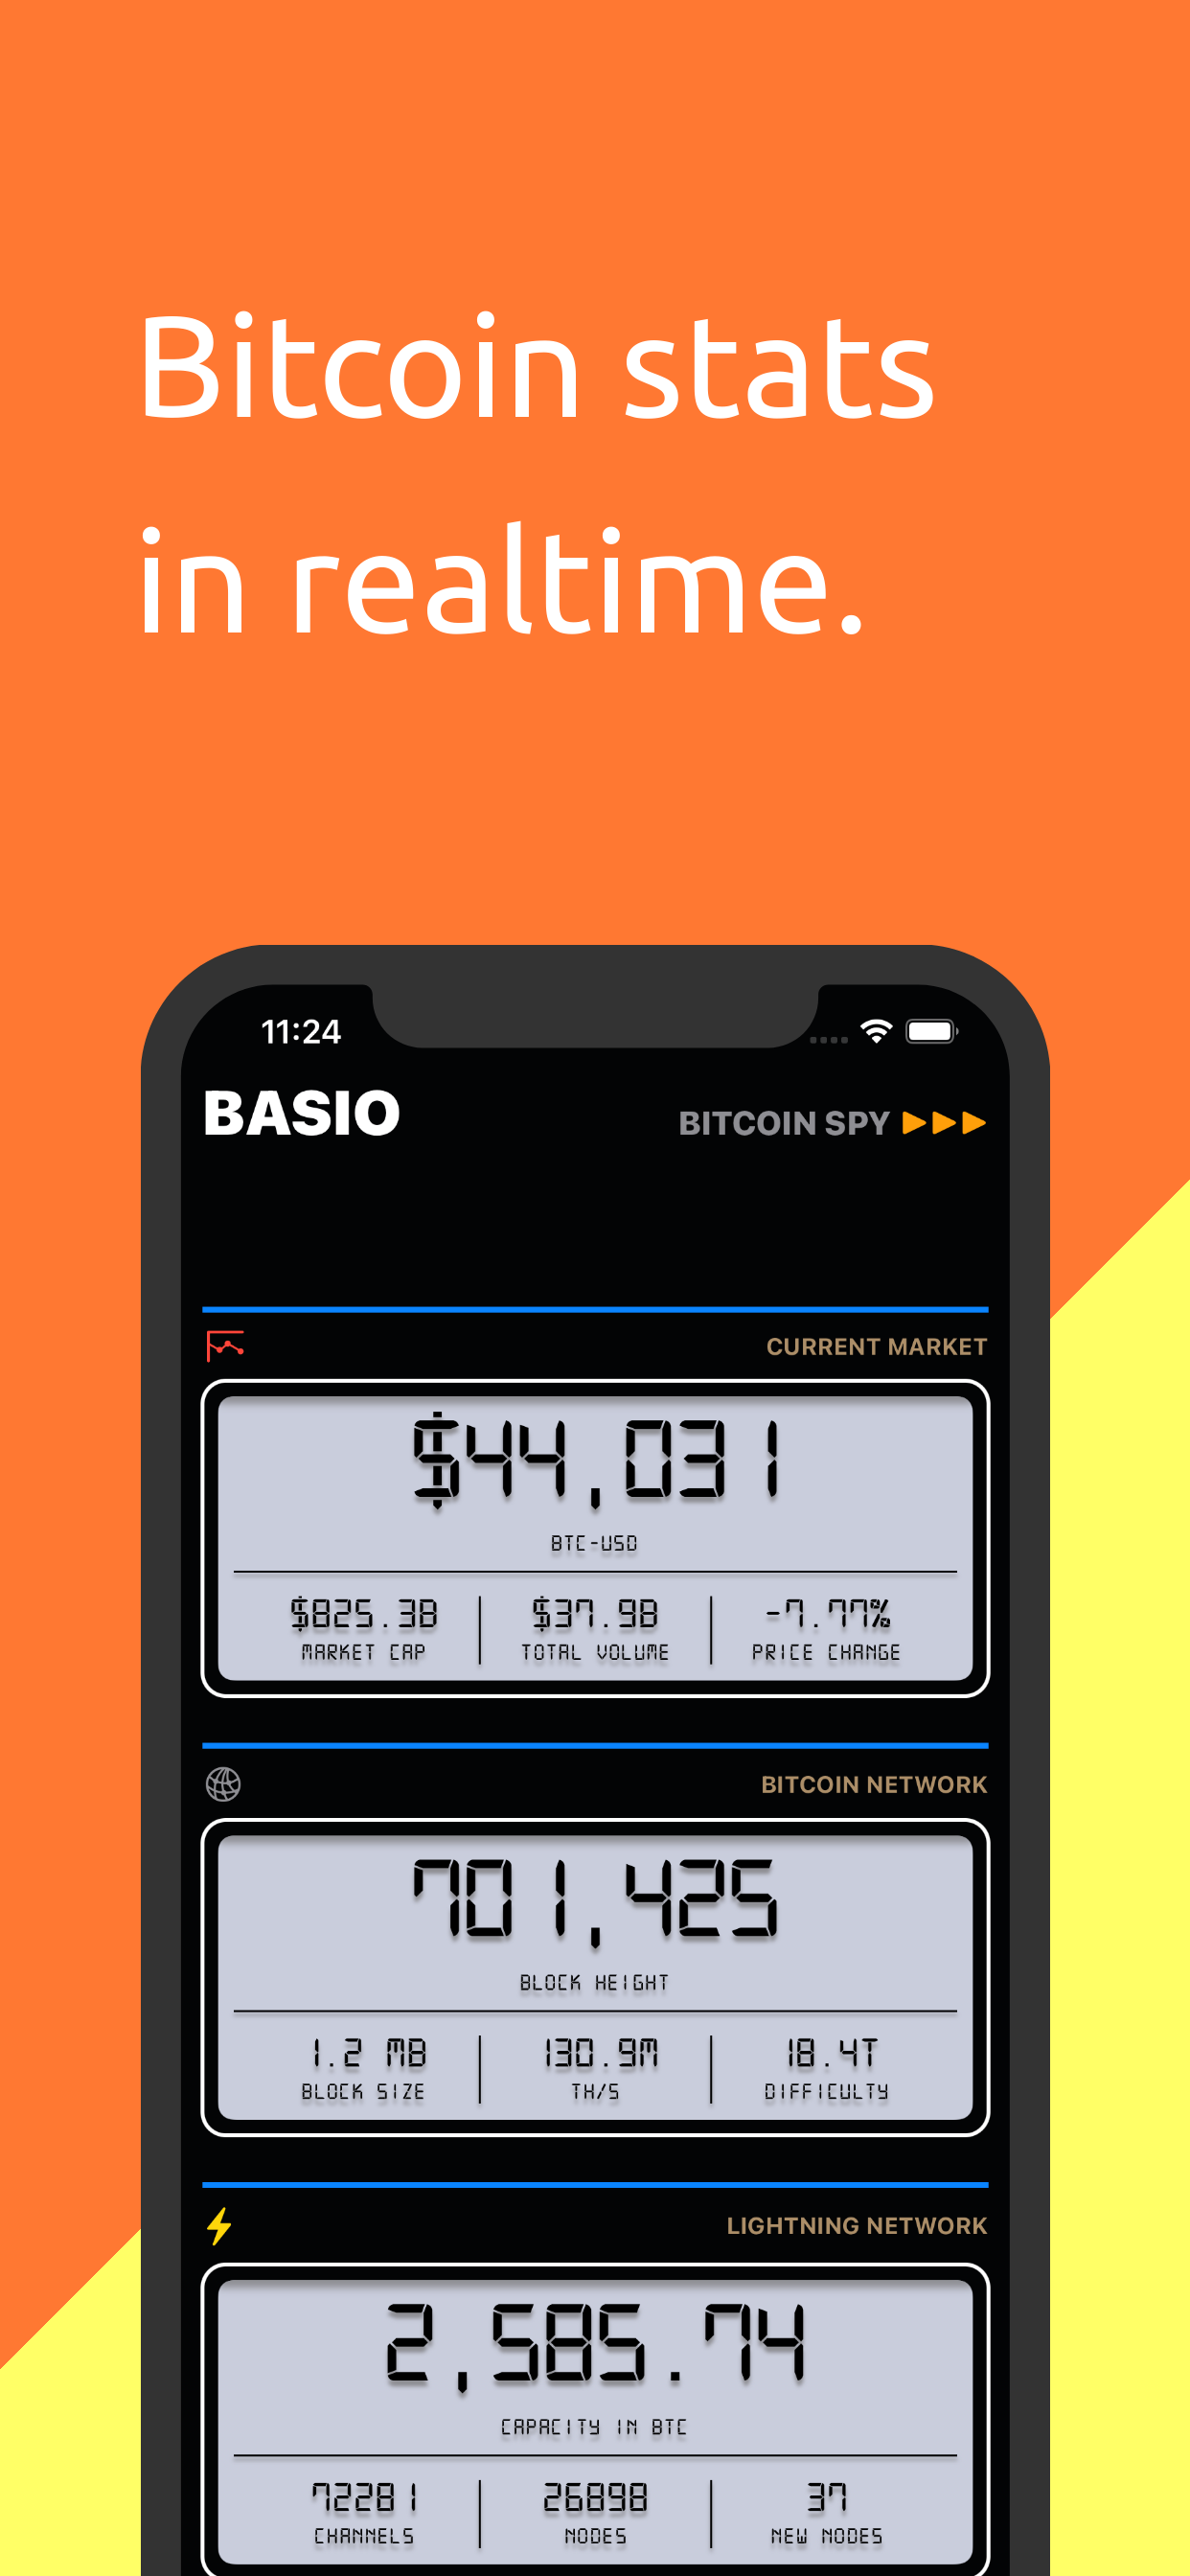 Bitcoin stats
in realtime.
11:24
BASIO
BITCOIN SPY
CURRENT MARKET
$44,031
BTC-USD
$825.3B $37.9B -7.77%
MARKET CAP TOTAL VOLUME PRICE CHANGE
BITCOIN NETWORK
701,425
BLOCK HEIGHT
1.2 MB 130.9M 18.4T
BLOCK SIZE TH/S DIFFICULTY
LIGHTNING NETWORK
2,585.74
CAPACITY IN BTC
72281 26898 37
CHANNELS NODES NEW NODES